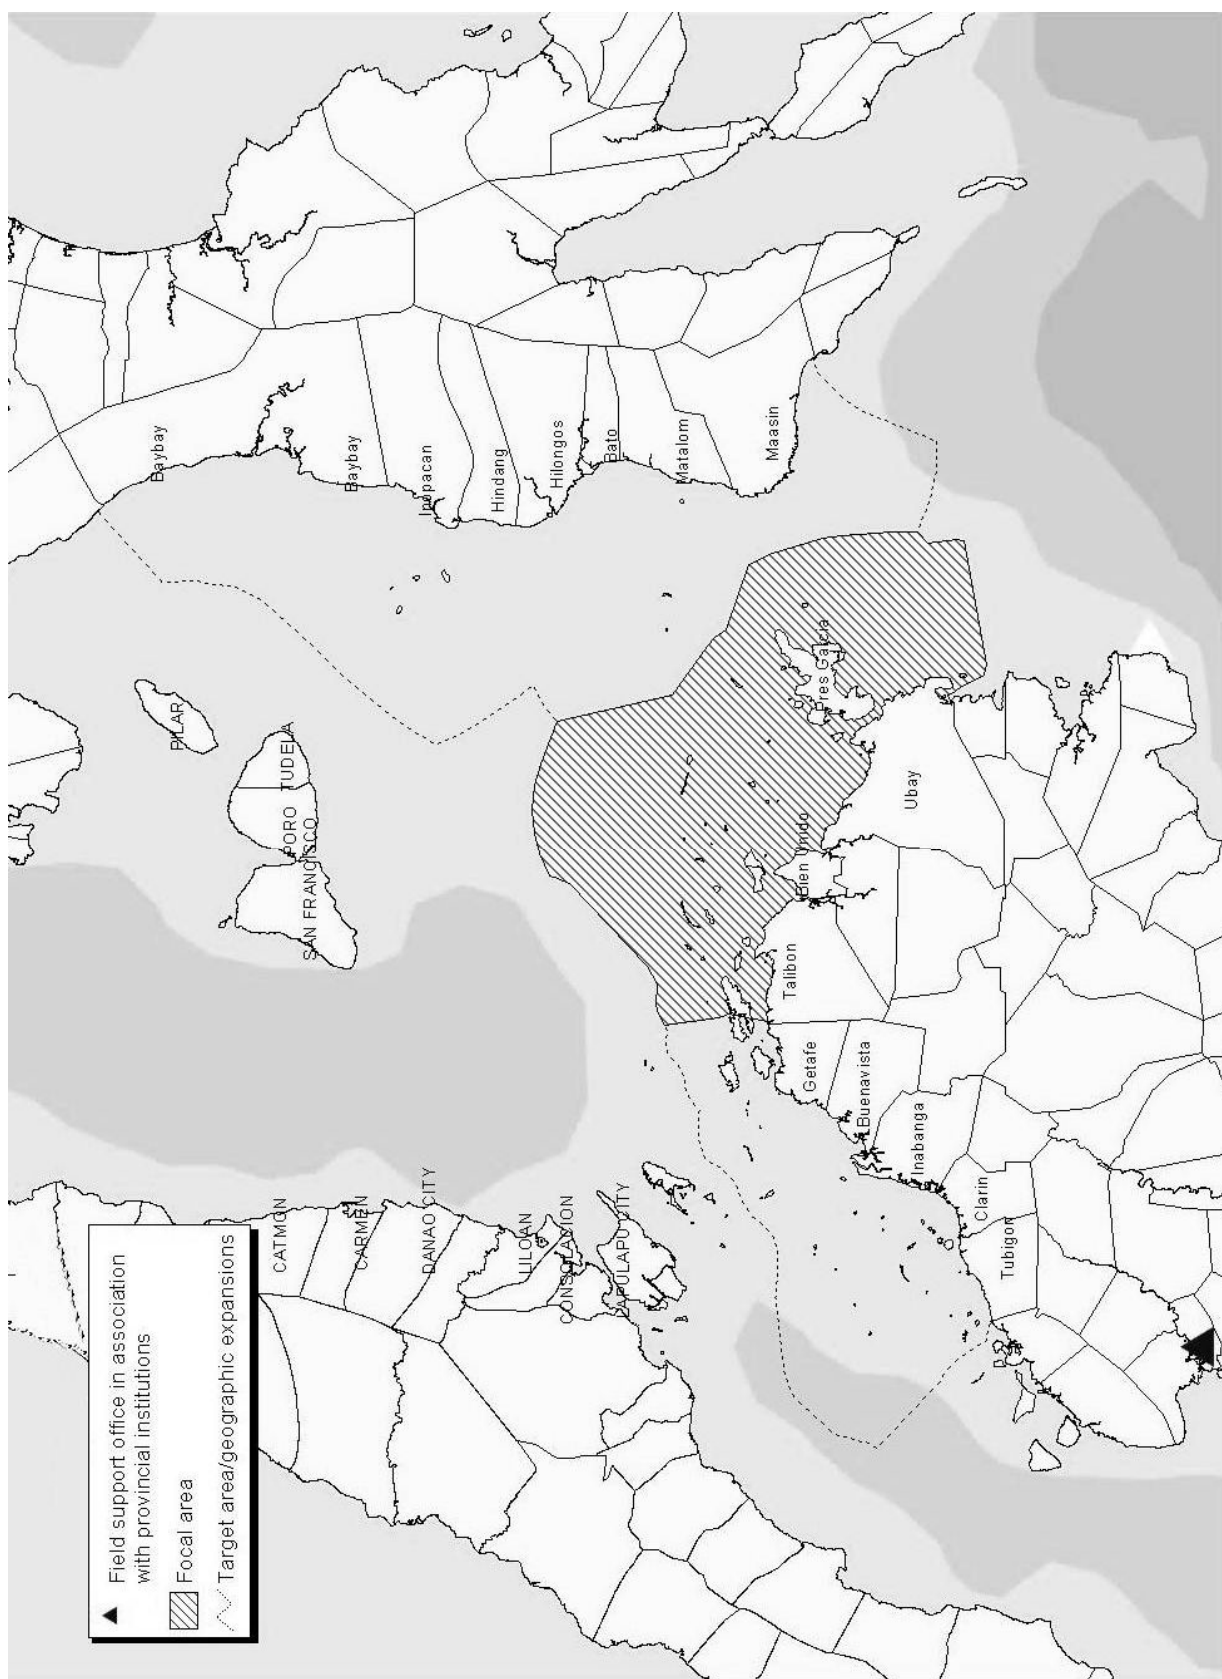 Field support office in association
with provincial institutions
Focal area
Target area/geographic expansions
CATMON
CARMEN
DANAO CITY
LILOAN
CONSOLACION
LAPULAPU CITY
SAN FRANCISCO
PORO
TUDELA
PILAR
Baybay
Baybay
Inopacan
Hindang
Hilongos
Bato
Matalom
Maasin
Tubigon
Clarin
Inabanga
Buenavista
Getafe
Talibon
Bien Unido
Ubay
Pres Galcia